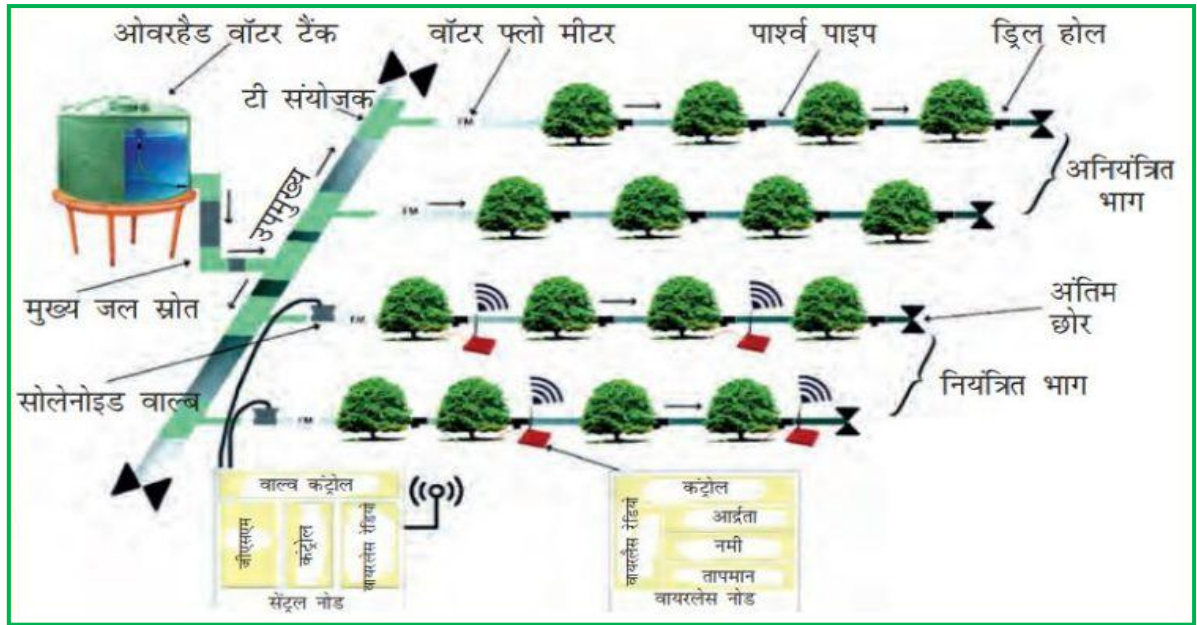 ओवरहैड वॉटर टैंक
वॉटर फ्लो मीटर
पार्श्व पाइप
ड्रिल होल
टी संयोजक
FM
अनियंत्रित
भाग
उपमुख्य
FM
मुख्य जल स्रोत
FM
अंतिम
छोर
सोलेनोइड वाल्ब
FM
नियंत्रित भाग
वाल्व कंट्रोल
जीएसएम
कंट्रोल
वायरलेस रेडियो
सेंट्रल नोड
कंट्रोल
वायरलैस रेडियो
आर्द्रता
नमी
तापमान
वायरलेस नोड